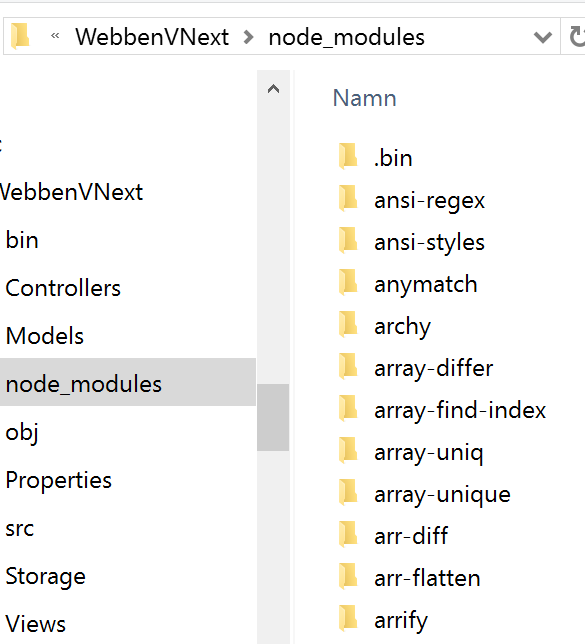 « WebbenVNext > node_modules
Namn
WebbenVNext
bin
Controllers
Models
node_modules
obj
Properties
src
Storage
Views
.bin
ansi-regex
ansi-styles
anymatch
archy
array-differ
array-find-index
array-uniq
array-unique
arr-diff
arr-flatten
arrify